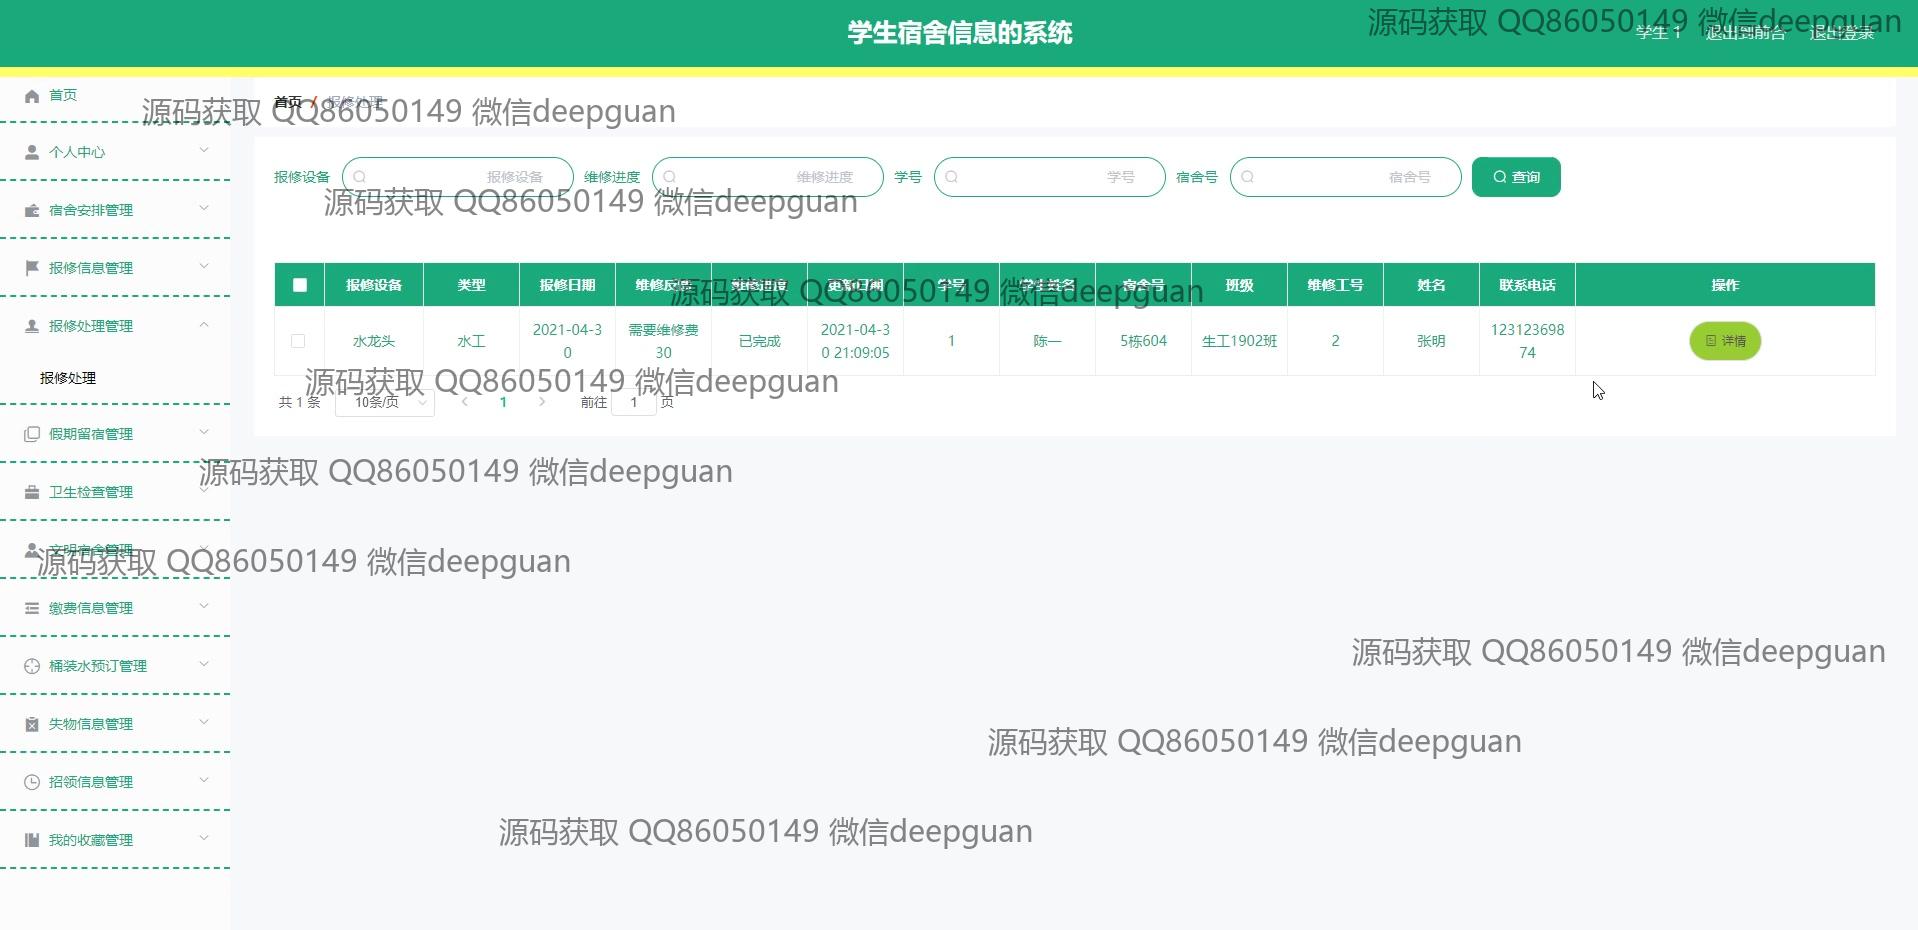 学生宿舍信息的系统
学生 1 退出到前台 退出登录
源码获取 QQ86050149 微信deepguan
首页
首页 / 报修处理
源码获取 QQ86050149 微信deepguan
个人中心
报修设备 报修设备 维修进度 维修进度 学号 学号 宿舍号 宿舍号 查询
源码获取 QQ86050149 微信deepguan
宿舍安排管理
报修信息管理
报修设备 类型 报修日期 维修反馈 维修进度 更新日期 学号 学生姓名 宿舍号 班级 维修工号 姓名 联系电话 操作
源码获取 QQ86050149 微信deepguan
报修处理管理
水龙头 水工 2021-04-3 需要维修费 已完成 2021-04-3 1 陈一 5栋604 生工1902班 2 张明 123123698 详情
0 30 0 21:09:05 74
报修处理
源码获取 QQ86050149 微信deepguan
共 1 条 10条/页 1 前往 1 页
假期留宿管理
源码获取 QQ86050149 微信deepguan
卫生检查管理
文明宿舍管理
源码获取 QQ86050149 微信deepguan
缴费信息管理
源码获取 QQ86050149 微信deepguan
桶装水预订管理
失物信息管理
源码获取 QQ86050149 微信deepguan
招领信息管理
源码获取 QQ86050149 微信deepguan
我的收藏管理